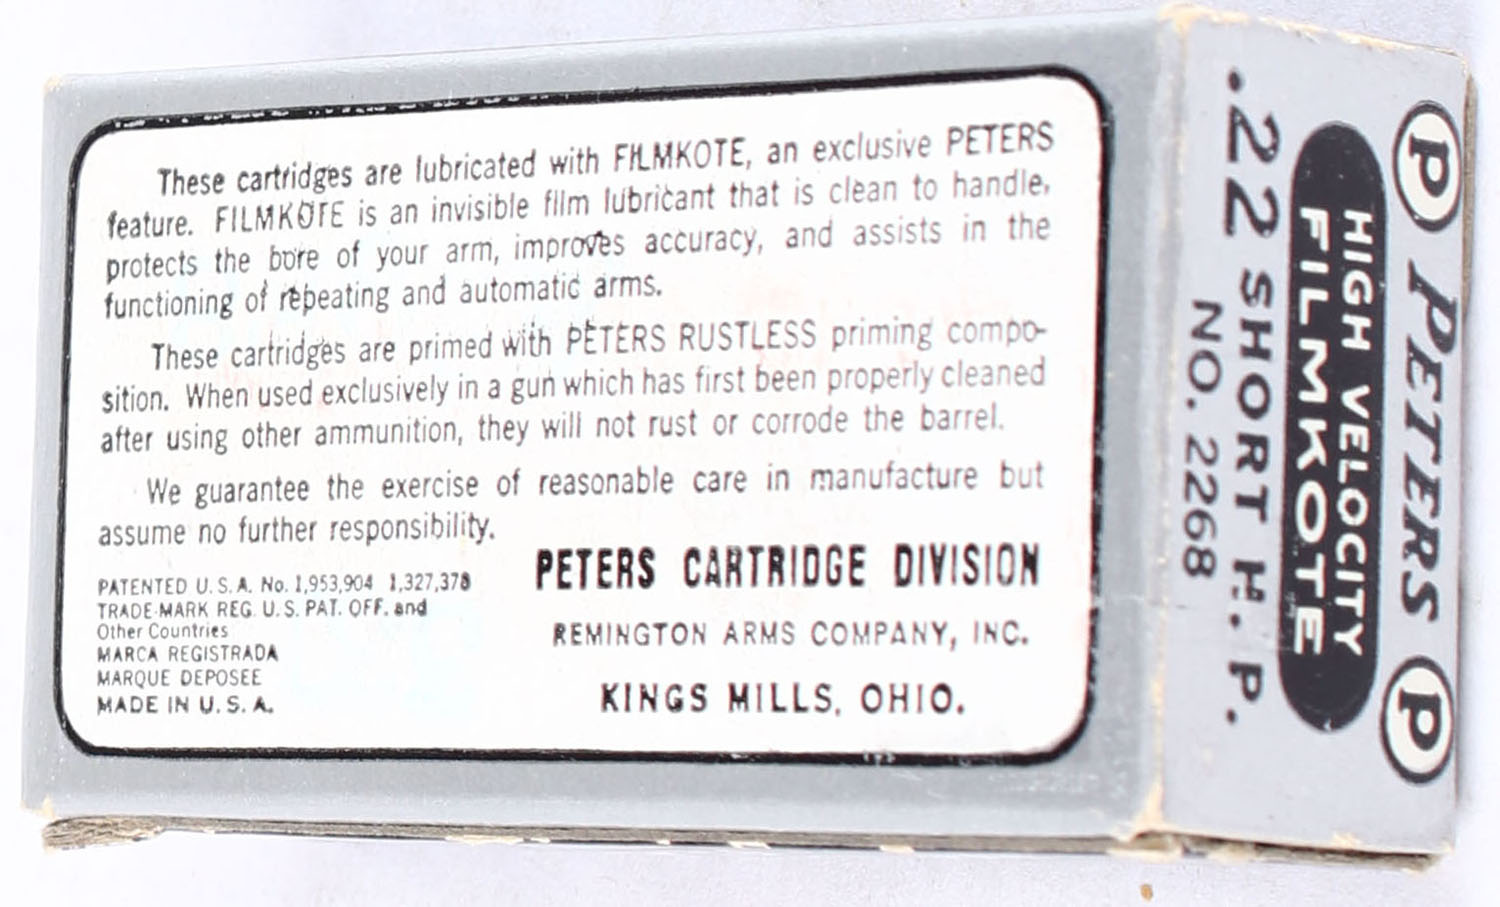 These cartridges are lubricated with FILMKOTE, an exclusive PETERS
feature. FILMKOTE is an invisible film lubricant that is clean to handle,
protects the bore of your arm, improves accuracy, and assists in the
functioning of repeating and automatic arms.
These cartridges are primed with PETERS RUSTLESS priming compo-
sition. When used exclusively in a gun which has first been properly cleaned
after using other ammunition, they will not rust or corrode the barrel.
We guarantee the exercise of reasonable care in manufacture but
assume no further responsibility.
PATENTED U.S.A. No. 1,953,904 1,327,378
TRADE-MARK REG. U.S. PAT. OFF. and
Other Countries
MARCA REGISTRADA
MARQUE DEPOSEE
MADE IN U.S.A.
PETERS CARTRIDGE DIVISION
REMINGTON ARMS COMPANY, INC.
KINGS MILLS, OHIO.
P PETERS P
HIGH VELOCITY
FILMKOTE
.22 SHORT H.P.
NO. 2268